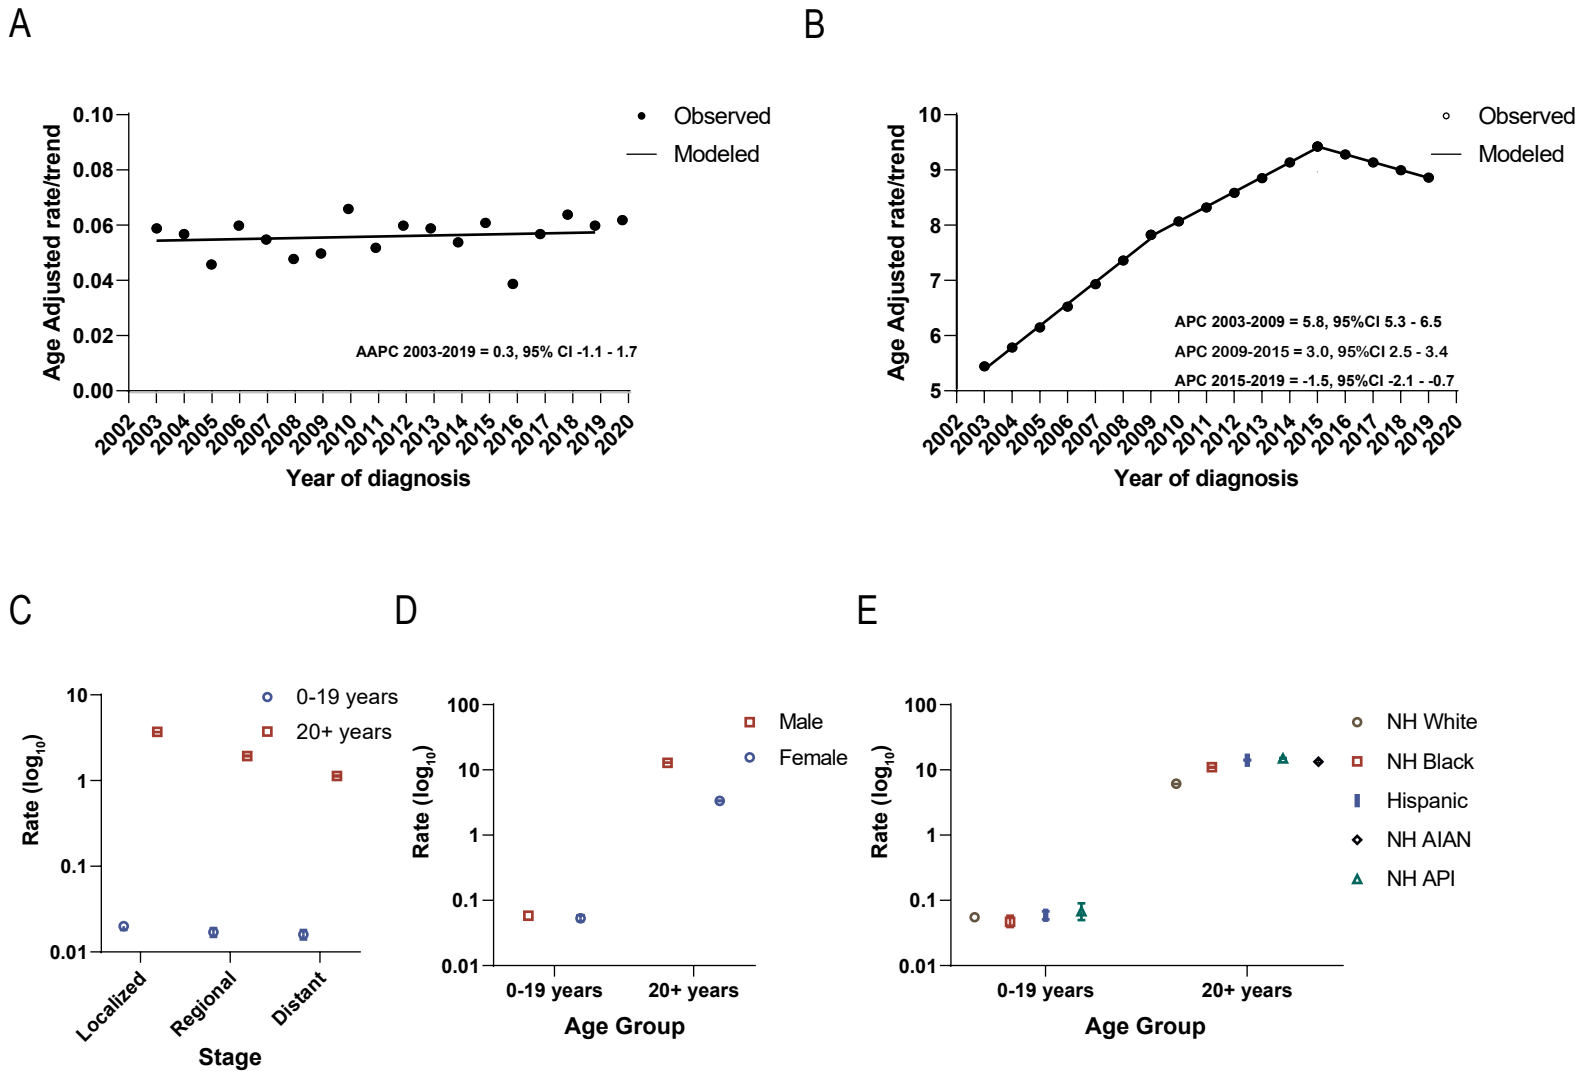 A
Age Adjusted rate/trend
0.10
0.08
0.06
0.04
0.02
0.00
Observed
Modeled
AAPC 2003-2019 = 0.3, 95% CI -1.1 - 1.7
2002 2003 2004 2005 2006 2007 2008 2009 2010 2011 2012 2013 2014 2015 2016 2017 2018 2019 2020
Year of diagnosis
B
Age Adjusted rate/trend
10
9
8
7
6
5
Observed
Modeled
APC 2003-2009 = 5.8, 95%CI 5.3 - 6.5
APC 2009-2015 = 3.0, 95%CI 2.5 - 3.4
APC 2015-2019 = -1.5, 95%CI -2.1 - -0.7
2002 2003 2004 2005 2006 2007 2008 2009 2010 2011 2012 2013 2014 2015 2016 2017 2018 2019 2020
Year of diagnosis
C
Rate (log10)
10
1
0.1
0.01
0-19 years
20+ years
Localized Regional Distant
Stage
D
Rate (log10)
100
10
1
0.1
0.01
Male
Female
0-19 years 20+ years
Age Group
E
Rate (log10)
100
10
1
0.1
0.01
NH White
NH Black
Hispanic
NH AIAN
NH API
0-19 years 20+ years
Age Group